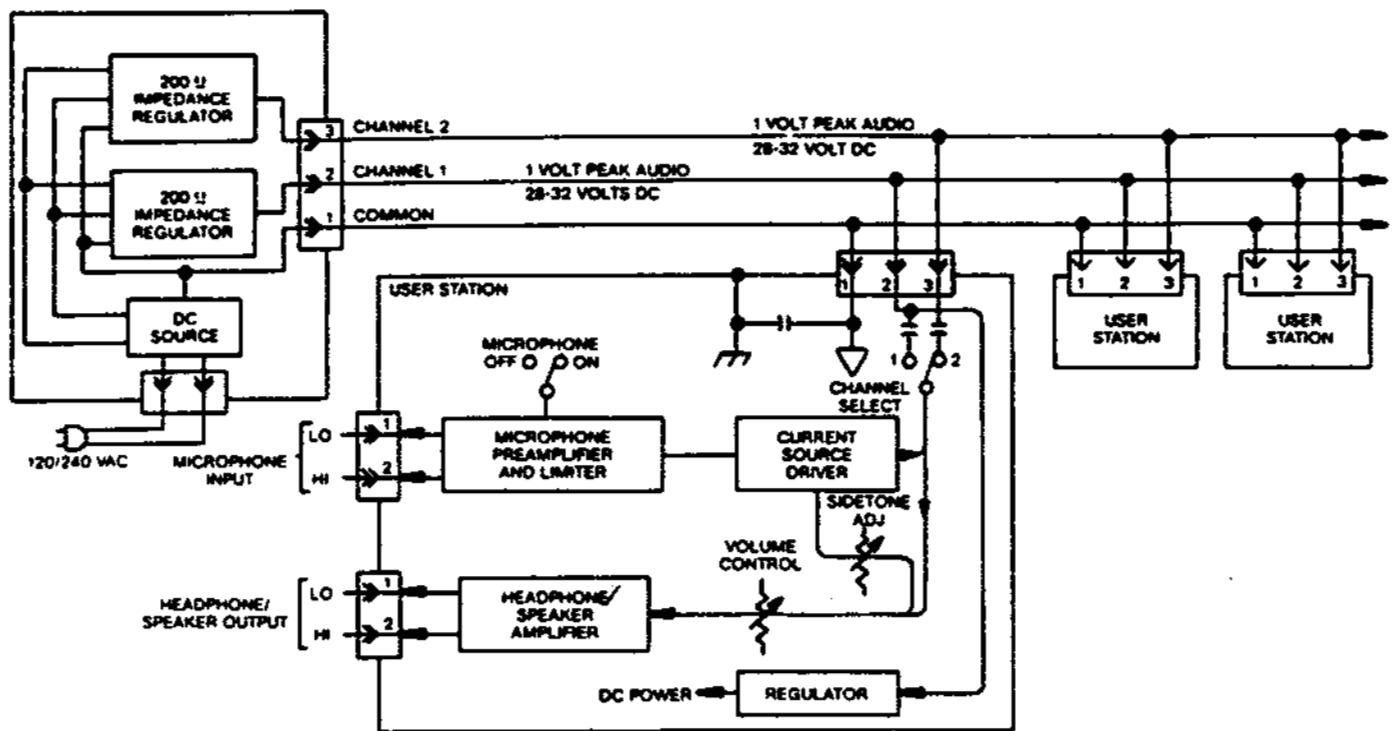 200 Ω
IMPEDANCE
REGULATOR
3
CHANNEL 2
1 VOLT PEAK AUDIO
28-32 VOLT DC
200 Ω
IMPEDANCE
REGULATOR
2
CHANNEL 1
1 VOLT PEAK AUDIO
28-32 VOLTS DC
1
COMMON
DC
SOURCE
120/240 VAC
USER STATION
1 2 3
1 2 3
USER
STATION
1 2 3
USER
STATION
MICROPHONE
OFF ON
1 2
CHANNEL
SELECT
MICROPHONE
INPUT
LO
1
HI
2
MICROPHONE
PREAMPLIFIER
AND LIMITER
CURRENT
SOURCE
DRIVER
SIDETONE
ADJ
VOLUME
CONTROL
HEADPHONE/
SPEAKER OUTPUT
LO
1
HI
2
HEADPHONE/
SPEAKER
AMPLIFIER
DC POWER
REGULATOR